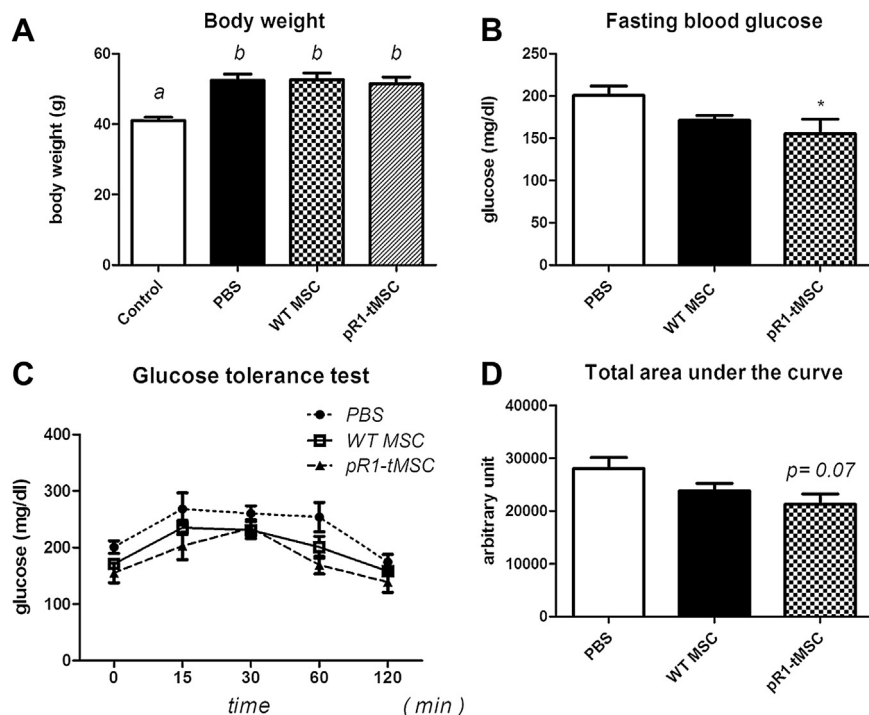 A
Body weight
a
b
b
b
body weight (g)
60
40
20
0
Control
PBS
WT MSC
pR1-tMSC
B
Fasting blood glucose
*
glucose (mg/dl)
250
200
150
100
50
0
PBS
WT MSC
pR1-tMSC
C
Glucose tolerance test
PBS
WT MSC
pR1-tMSC
glucose (mg/dl)
400
300
200
100
0
0 15 30 60 120
time ( min)
D
Total area under the curve
p= 0.07
arbitrary unit
40000
30000
20000
10000
0
PBS
WT MSC
pR1-tMSC